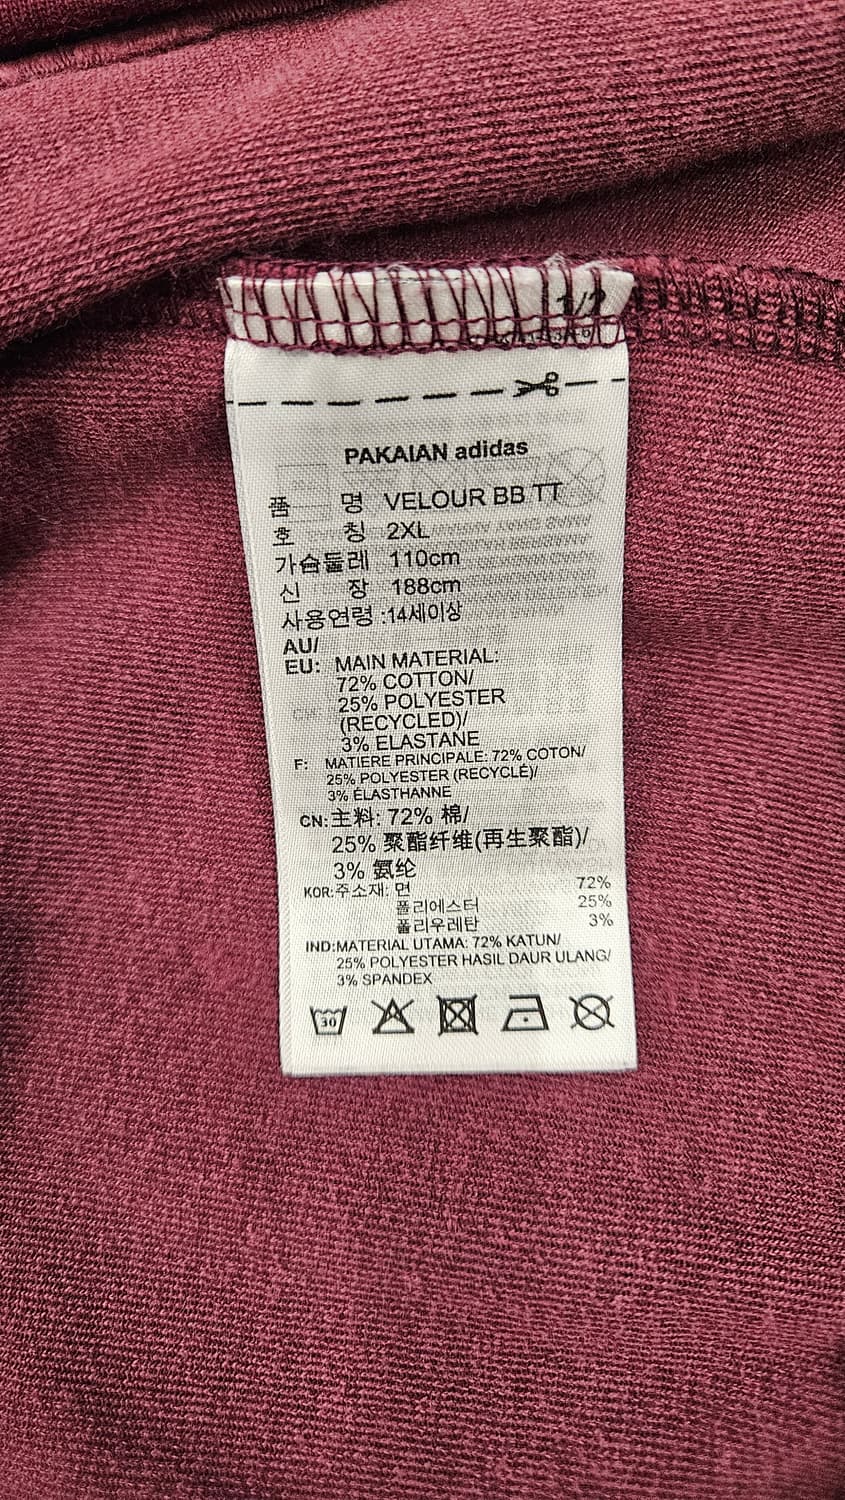 1/2
PAKAIAN adidas
품 명 VELOUR BB TT
호 칭 2XL
가슴둘레 110cm
신 장 188cm
사용연령 :14세이상
AU/
EU: MAIN MATERIAL:
72% COTTON/
25% POLYESTER
(RECYCLED)/
3% ELASTANE
F: MATIERE PRINCIPALE: 72% COTON/
25% POLYESTER (RECYCLÉ)/
3% ÉLASTHANNE
CN: 主料: 72% 棉/
25% 聚酯纤维(再生聚酯)/
3% 氨纶
KOR: 주소재: 면 72%
폴리에스터 25%
폴리우레탄 3%
IND: MATERIAL UTAMA: 72% KATUN/
25% POLYESTER HASIL DAUR ULANG/
3% SPANDEX
30